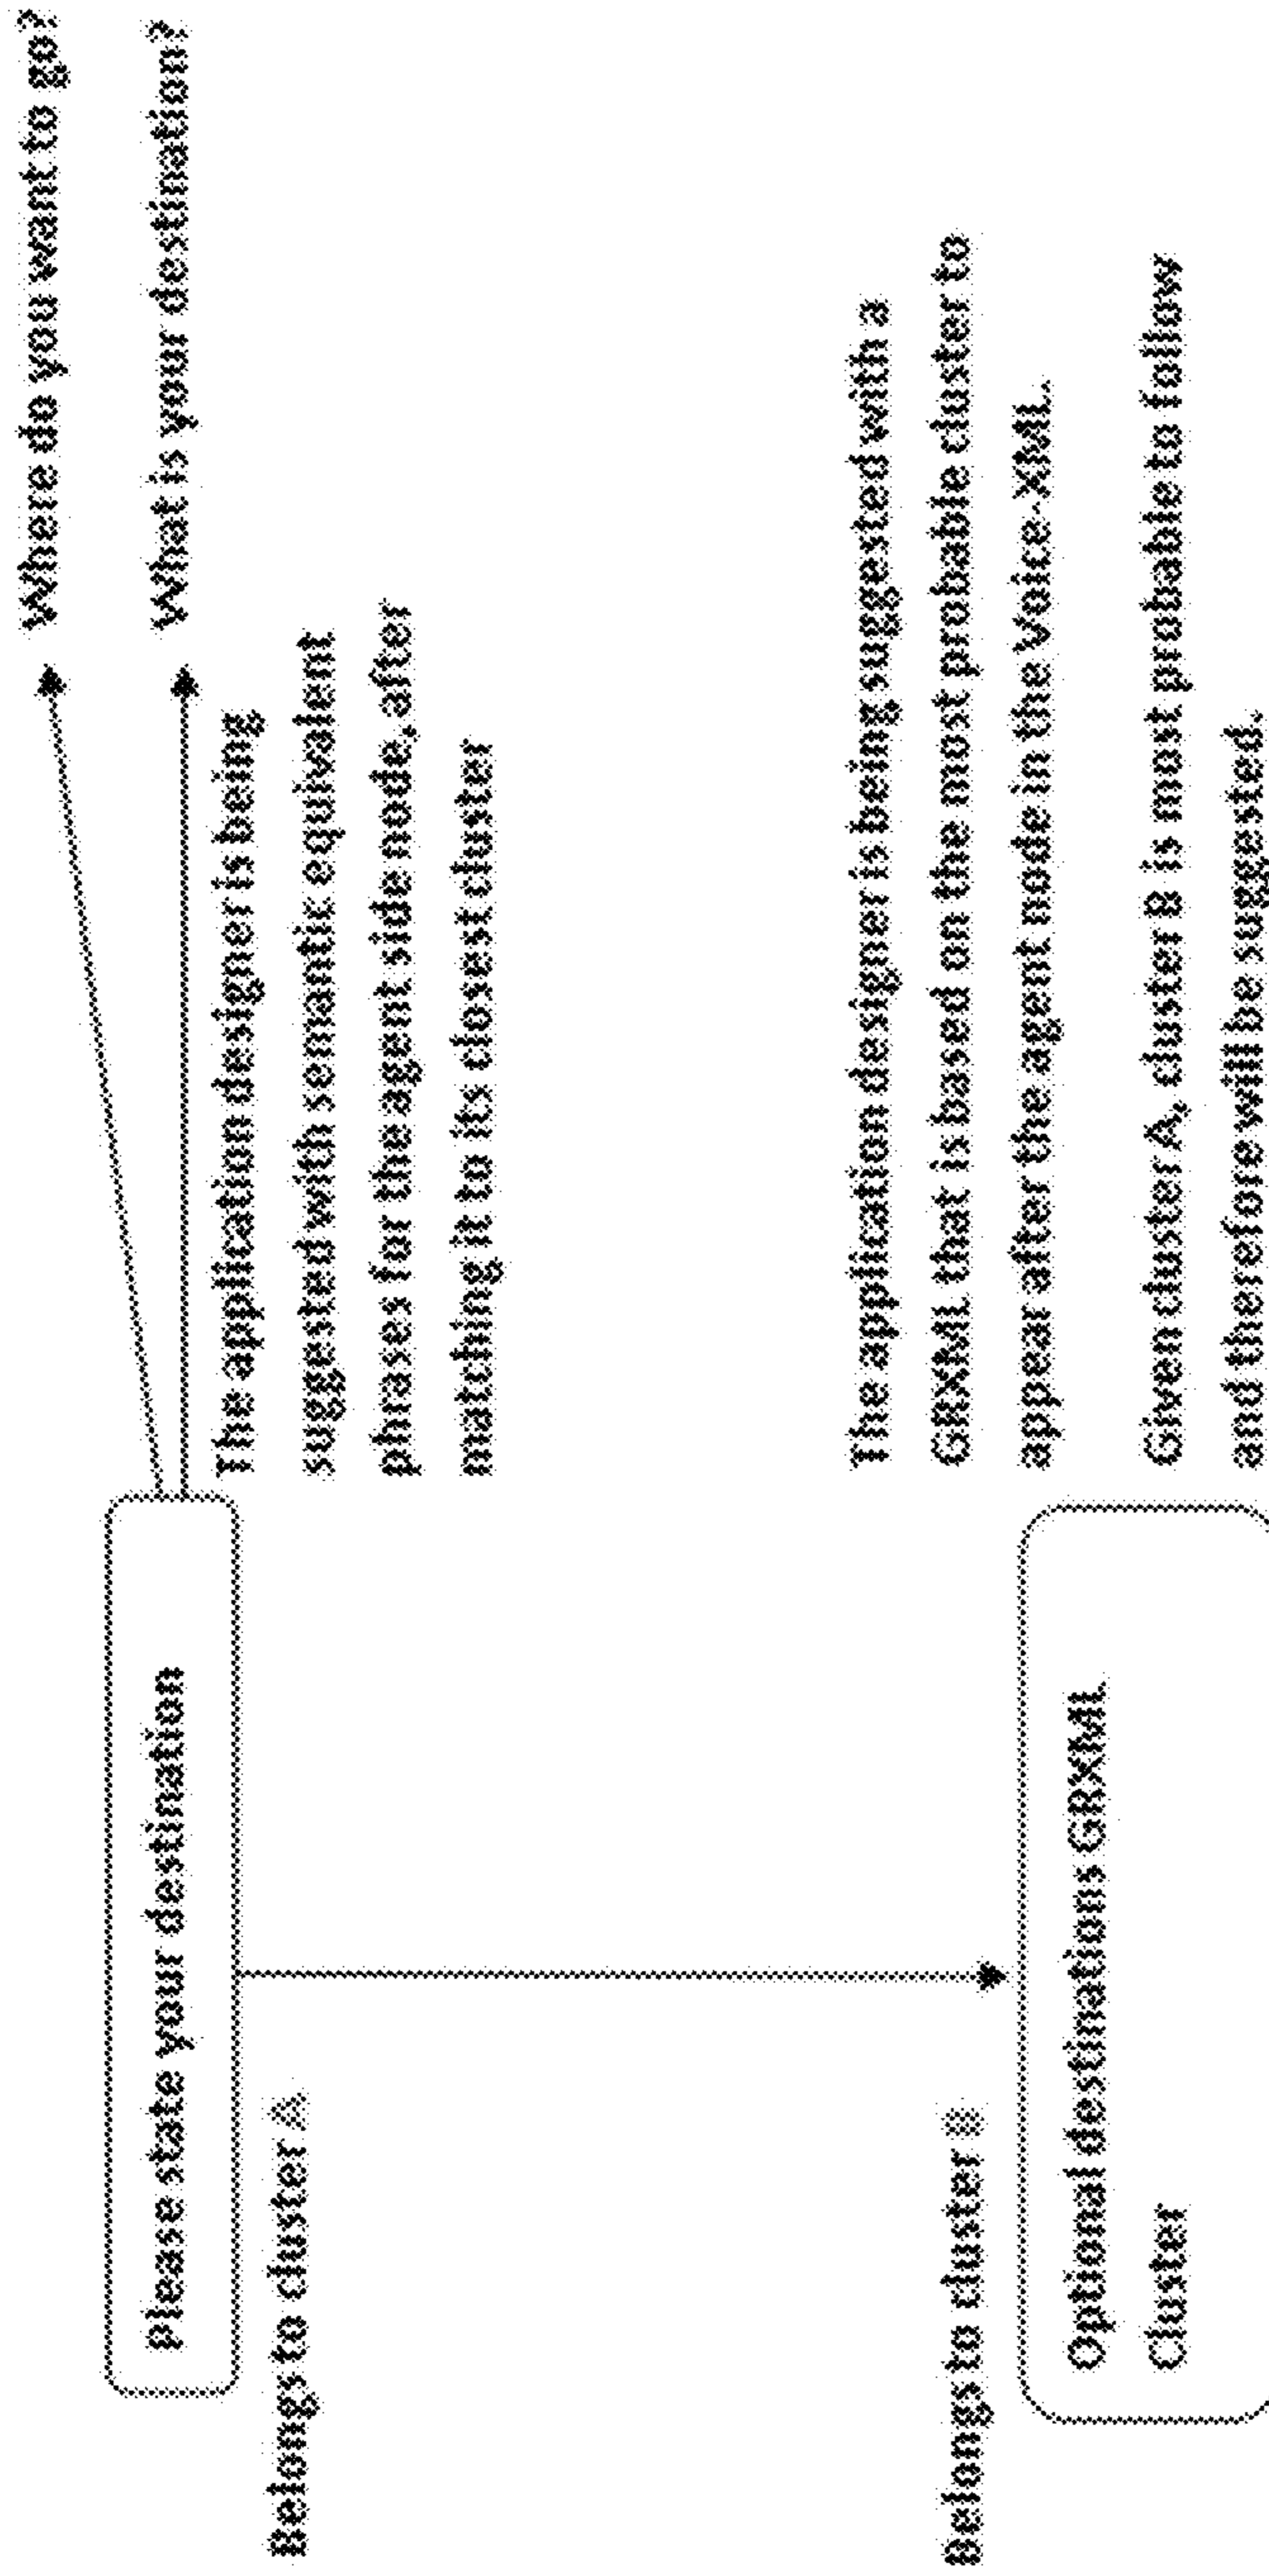 Where do you want to go?
Please state your destination
What is your destination?
Belongs to cluster A
The application designer is being
suggested with semantic equivalent
phrases for the agent side node, after
matching it to its closest cluster
The application designer is being suggested with a
GRXML that is based on the most probable cluster to
appear after the agent node in the Voice-XML.
Belongs to cluster B
Optional destinations GRXML
Cluster
Given cluster A, cluster B is most probable to follow
and therefore will be suggested.